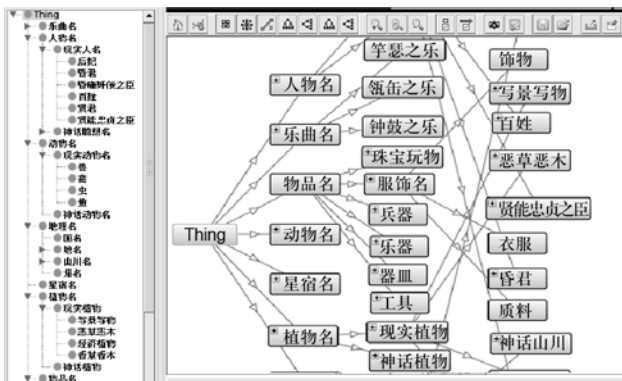 Thing
乐曲名
人物名
现实人名
后妃
昏君
百姓
贤君
贤能忠贞之臣
神话臆想名
动物名
现实动物名
兽
禽
虫
鱼
神话动物名
地理名
国名
地名
山川名
星宿名
植物名
现实植物
写景写物
恶草恶木
经济植物
香草香木
神话植物
物品名
Thing
* 人物名
* 乐曲名
物品名
* 动物名
* 星宿名
* 植物名
竽瑟之乐
瓴缶之乐
钟鼓之乐
*珠宝玩物
*服饰名
*兵器
*乐器
*器皿
*工具
*现实植物
*神话植物
饰物
*写景写物
*百姓
*恶草恶木
*贤能忠贞之臣
衣服
*昏君
质料
*神话山川